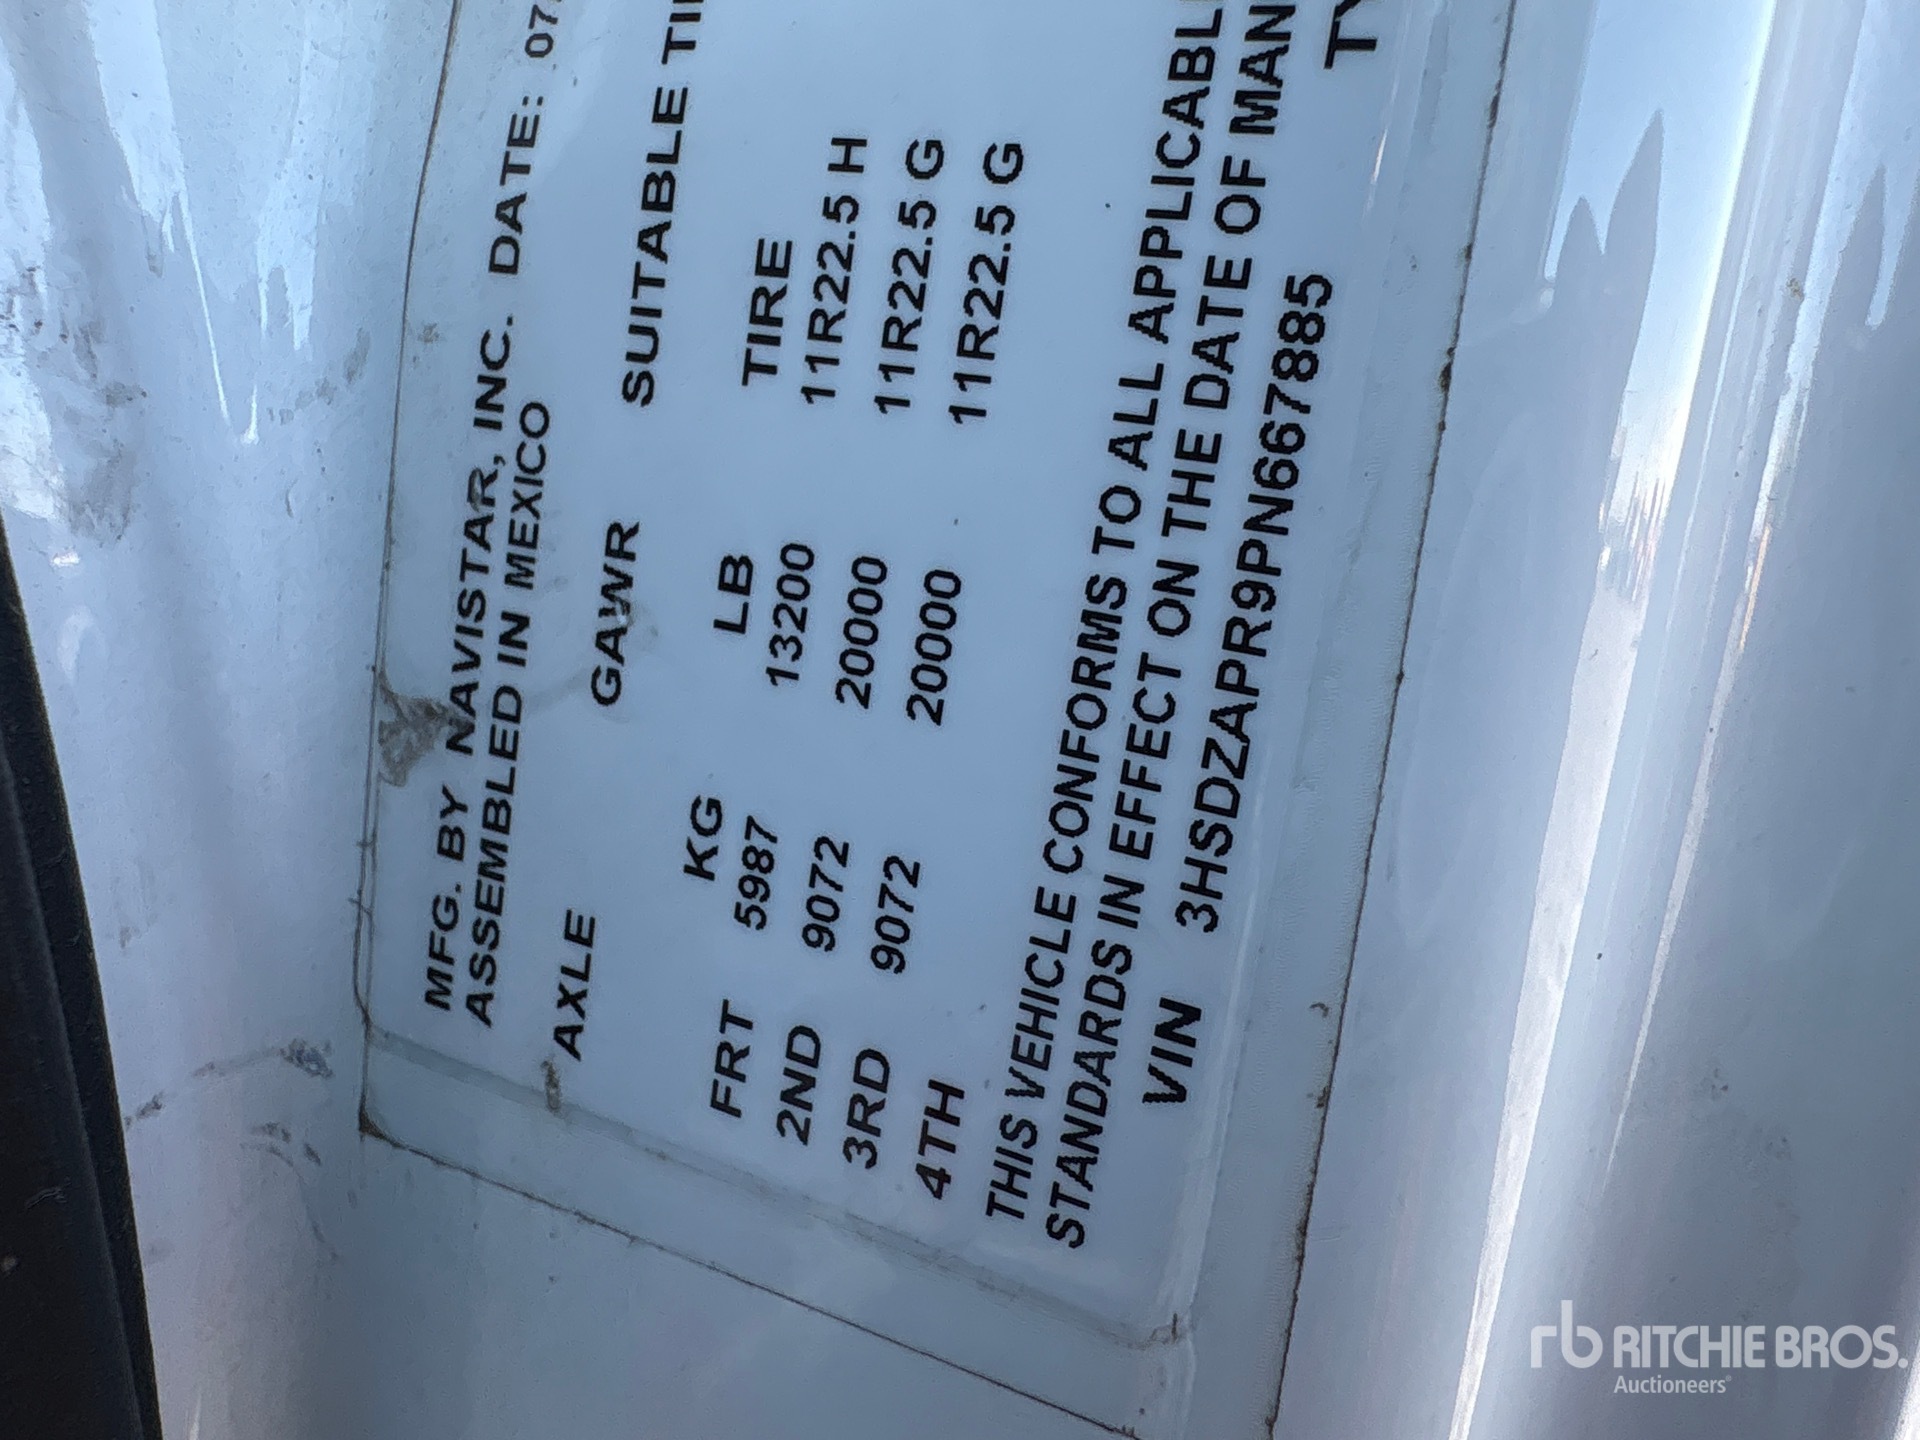 MFG. BY NAVISTAR, INC. DATE: 07
ASSEMBLED IN MEXICO
AXLE GAWR SUITABLE TI
KG LB TIRE
FRT 5987 13200 11R22.5 H
2ND 9072 20000 11R22.5 G
3RD 9072 20000 11R22.5 G
4TH
THIS VEHICLE CONFORMS TO ALL APPLICABL
STANDARDS IN EFFECT ON THE DATE OF MAN
VIN 3HSDZAPR9PN667885 TY
rb RITCHIE BROS.
Auctioneers